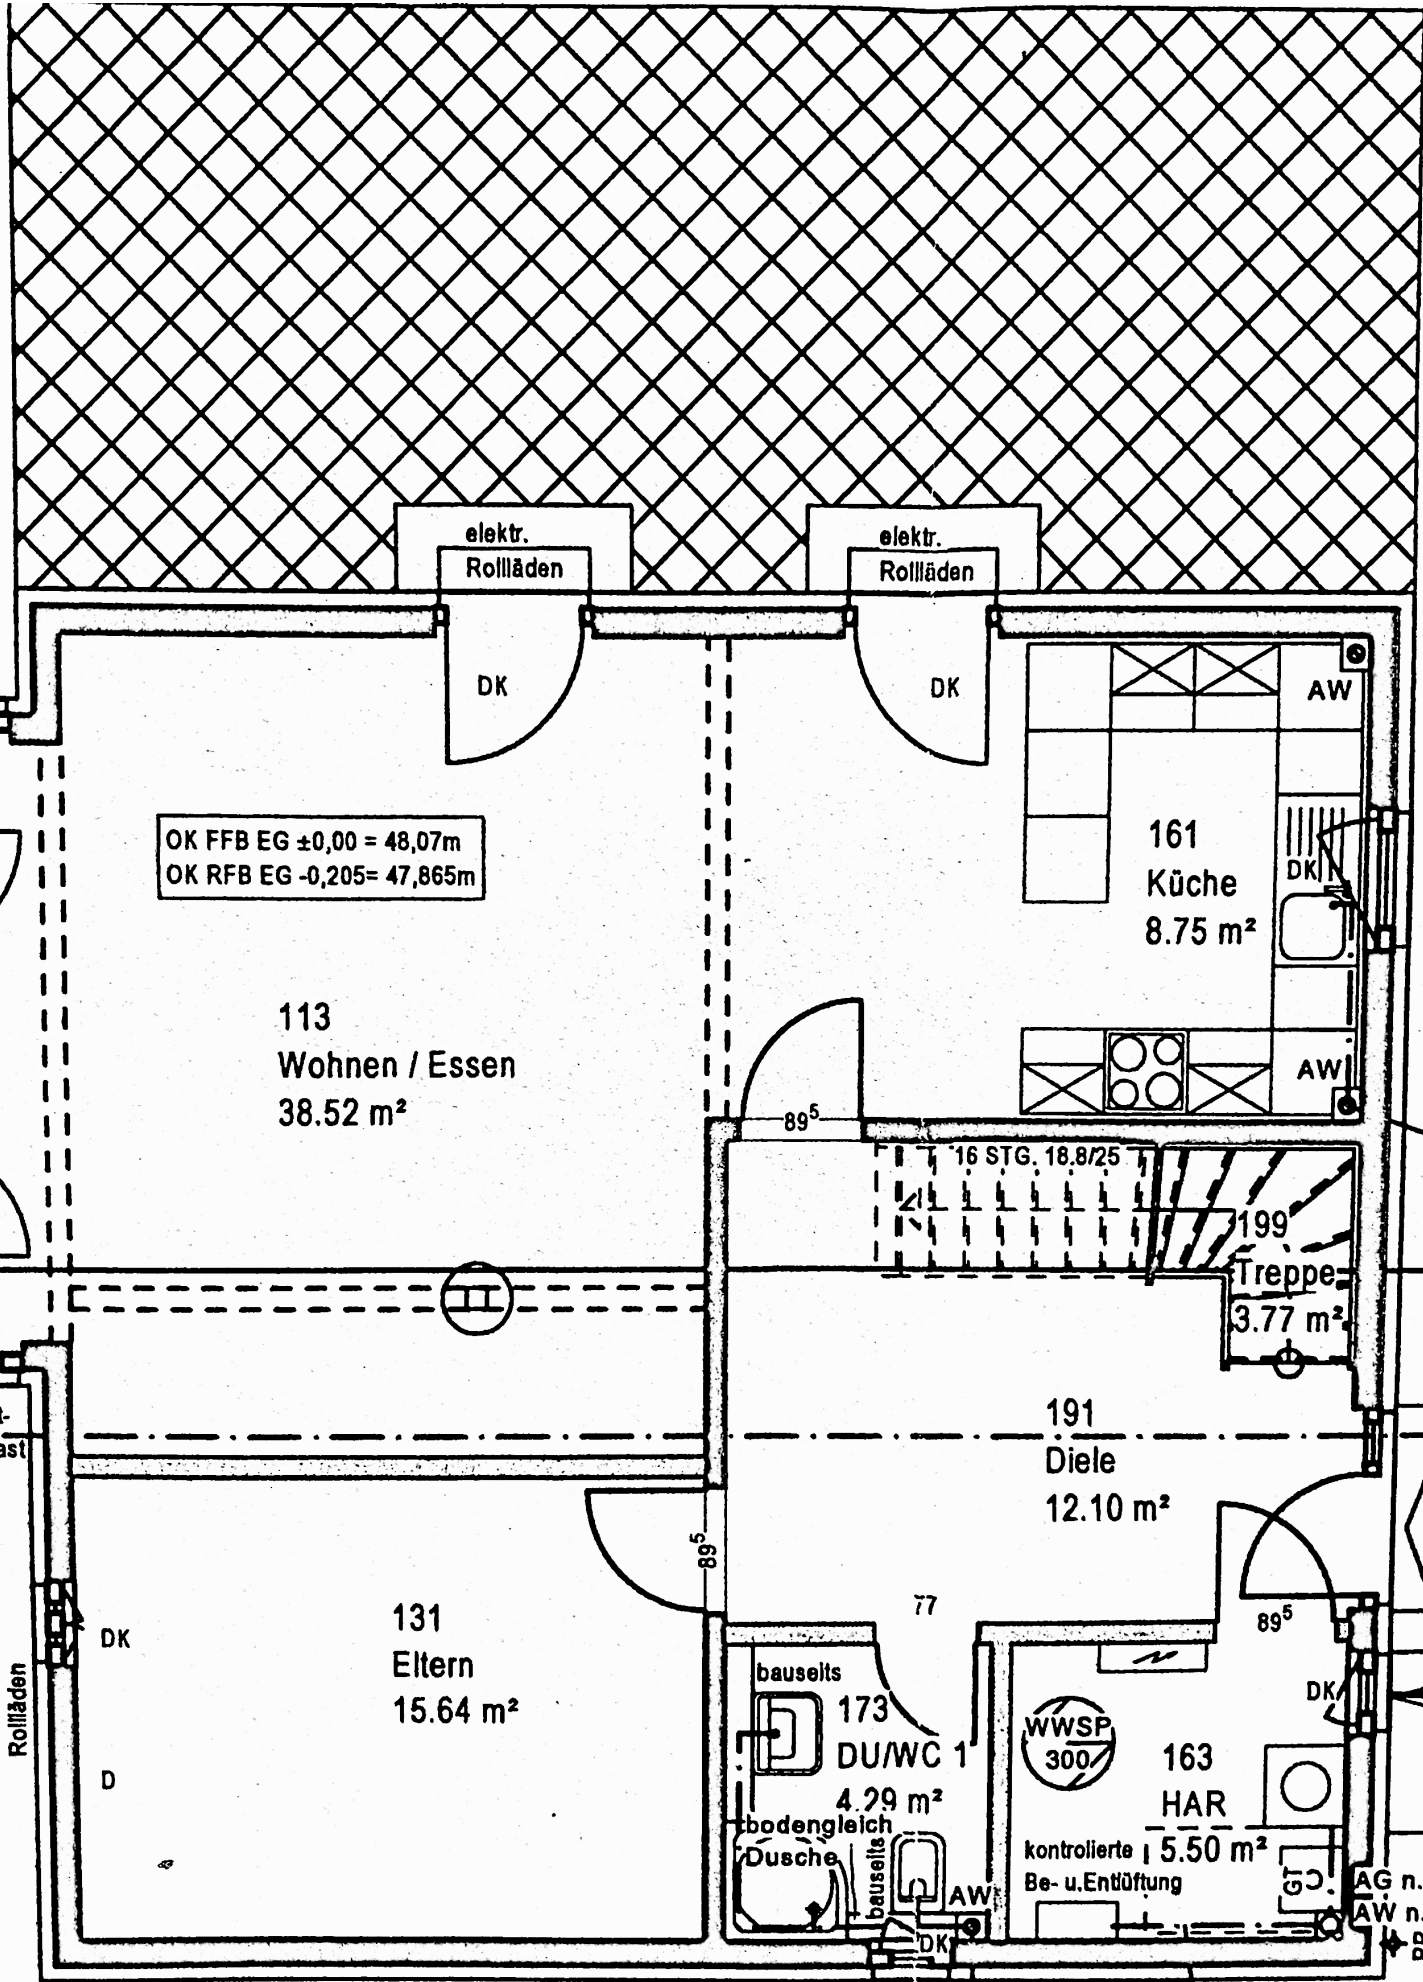 elektr.
Rollläden
elektr.
Rollläden
DK
DK
AW
OK FFB EG ±0,00 = 48,07m
OK RFB EG -0,205= 47,865m
161
Küche
8.75 m²
DK
113
Wohnen / Essen
38.52 m²
AW
89⁵
16 STG. 18.8/25
199
Treppe
3.77 m²
191
Diele
12.10 m²
89⁵
77
89⁵
131
Eltern
15.64 m²
DK
D
Rollläden
bauseits
173
DU/WC 1
4.29 m²
bodengleich
Dusche
bauseits
AW
DK
WWSP
300
DK
163
HAR
5.50 m²
kontrolierte
Be- u.Entlüftung
GT
AG n.
AW n.